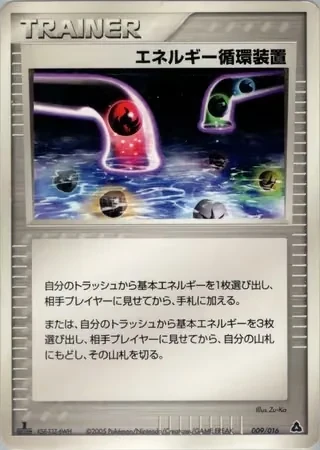 TRAINER
エネルギー循環装置
自分のトラッシュから基本エネルギーを1枚選び出し、
相手プレイヤーに見せてから、手札に加える。
または、自分のトラッシュから基本エネルギーを3枚
選び出し、相手プレイヤーに見せてから、自分の山札
にもどし、その山札を切る。
Illus. Zu-Ka
©2005 Pokémon/Nintendo/Creatures/GAMEFREAK
009/016